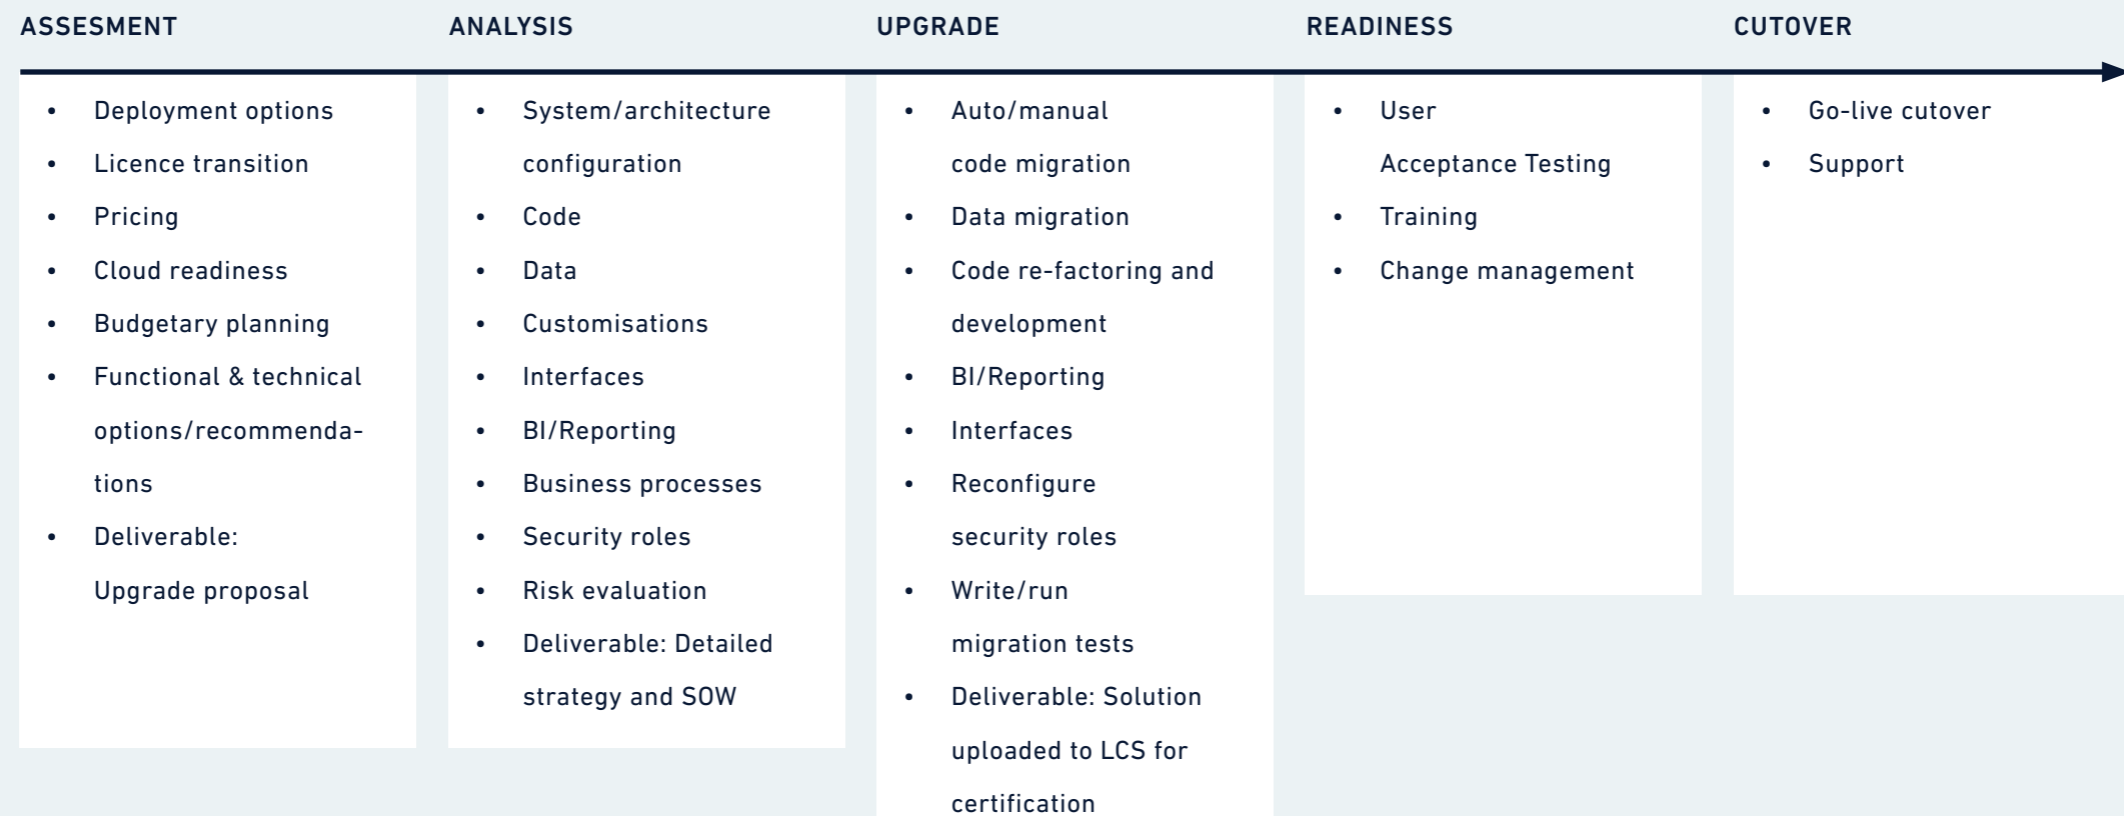 ASSESMENT
• Deployment options
• Licence transition
• Pricing
• Cloud readiness
• Budgetary planning
• Functional & technical
options/recommenda-
tions
• Deliverable:
Upgrade proposal
ANALYSIS
• System/architecture
configuration
• Code
• Data
• Customisations
• Interfaces
• BI/Reporting
• Business processes
• Security roles
• Risk evaluation
• Deliverable: Detailed
strategy and SOW
UPGRADE
• Auto/manual
code migration
• Data migration
• Code re-factoring and
development
• BI/Reporting
• Interfaces
• Reconfigure
security roles
• Write/run
migration tests
• Deliverable: Solution
uploaded to LCS for
certification
READINESS
• User
Acceptance Testing
• Training
• Change management
CUTOVER
• Go-live cutover
• Support